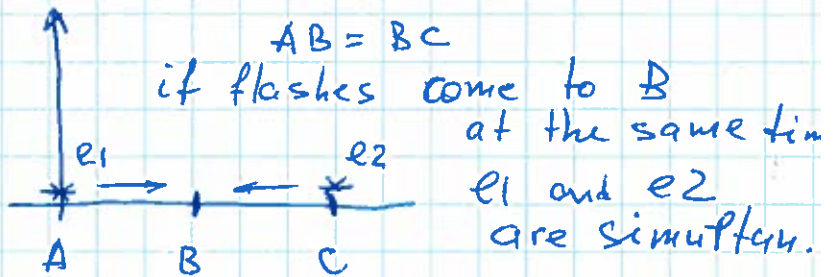 AB = BC
if flashes come to B
at the same tim
e1 e2
e1 and e2
are simultan.
A B C